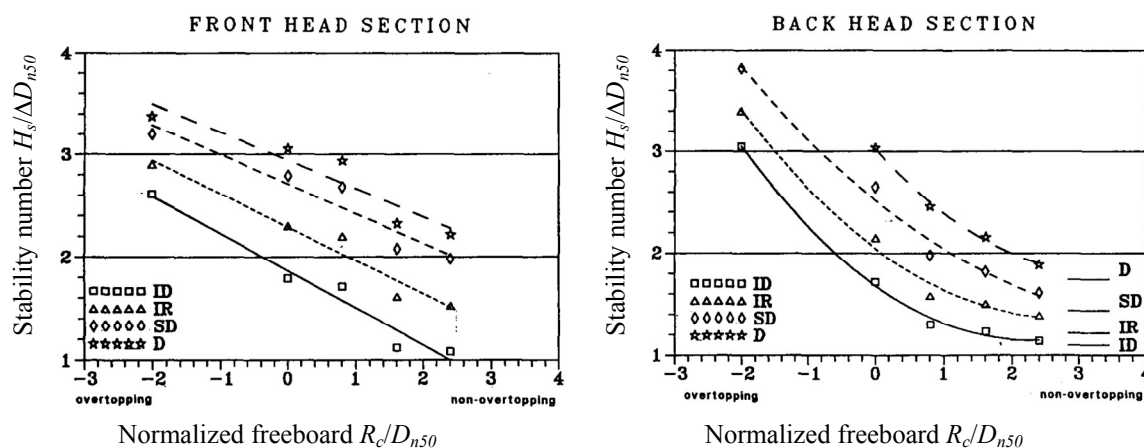 FRONT HEAD SECTION
Stability number Hs/ΔDn50
4
3
2
1
□□□□□ ID
△△△△△ IR
◇◇◇◇◇ SD
☆☆☆☆☆ D
-3 -2 -1 0 1 2 3 4
overtopping non-overtopping
Normalized freeboard Rc/Dn50
BACK HEAD SECTION
Stability number Hs/ΔDn50
4
3
2
1
□□□□□ ID
△△△△△ IR
◇◇◇◇◇ SD
☆☆☆☆☆ D
D
SD
IR
ID
-3 -2 -1 0 1 2 3 4
overtopping non-overtopping
Normalized freeboard Rc/Dn50